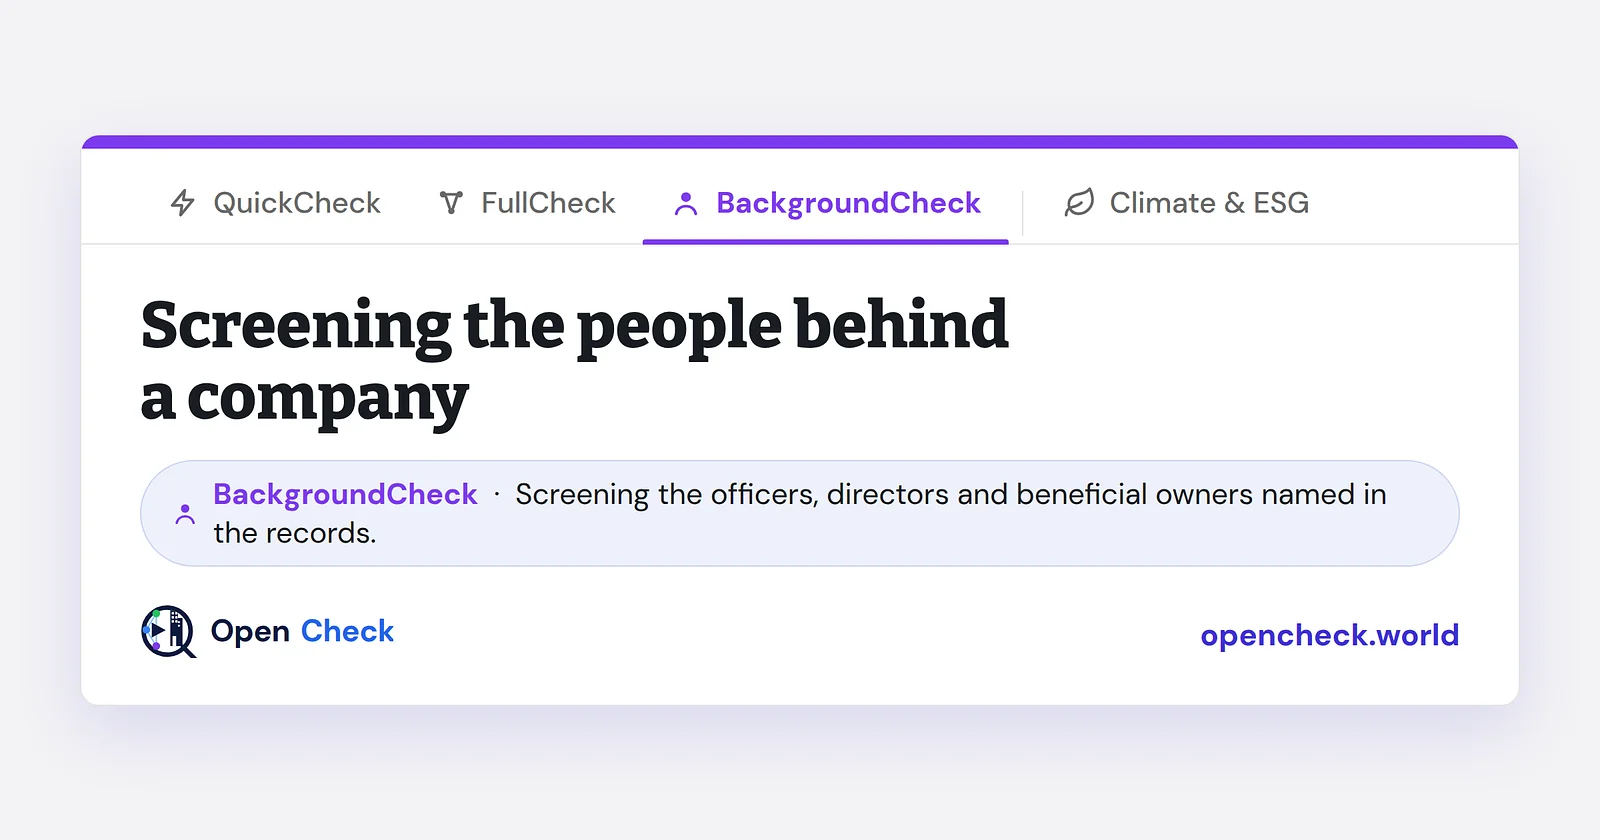 QuickCheck FullCheck BackgroundCheck Climate & ESG
Screening the people behind
a company
BackgroundCheck · Screening the officers, directors and beneficial owners named in
the records.
Open Check
opencheck.world